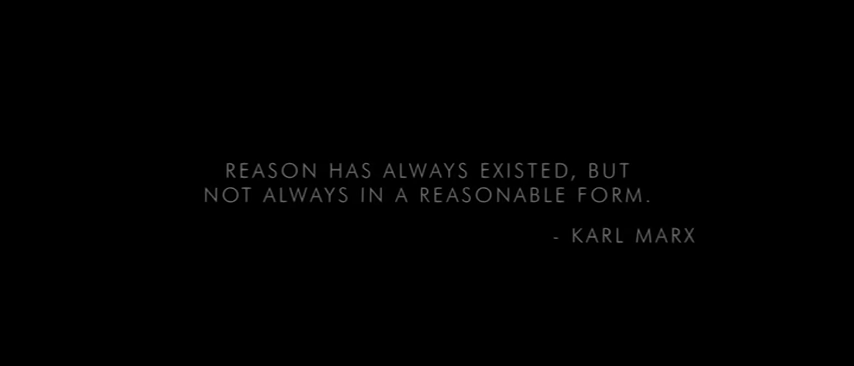 REASON HAS ALWAYS EXISTED, BUT
NOT ALWAYS IN A REASONABLE FORM.
- KARL MARX